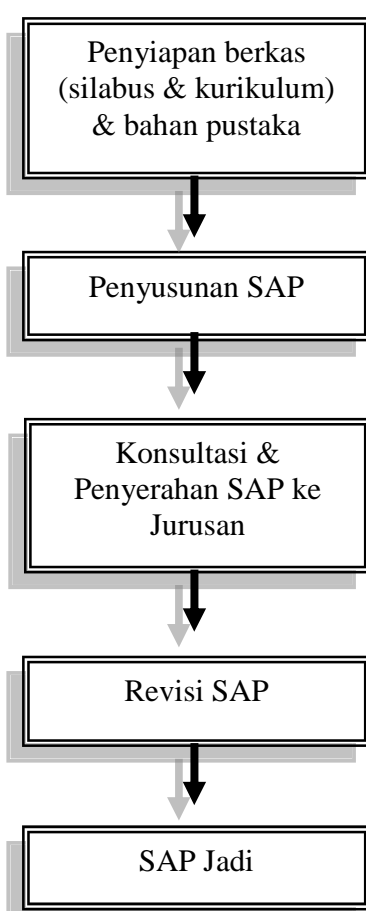 Penyiapan berkas
(silabus & kurikulum)
& bahan pustaka
Penyusunan SAP
Konsultasi &
Penyerahan SAP ke
Jurusan
Revisi SAP
SAP Jadi